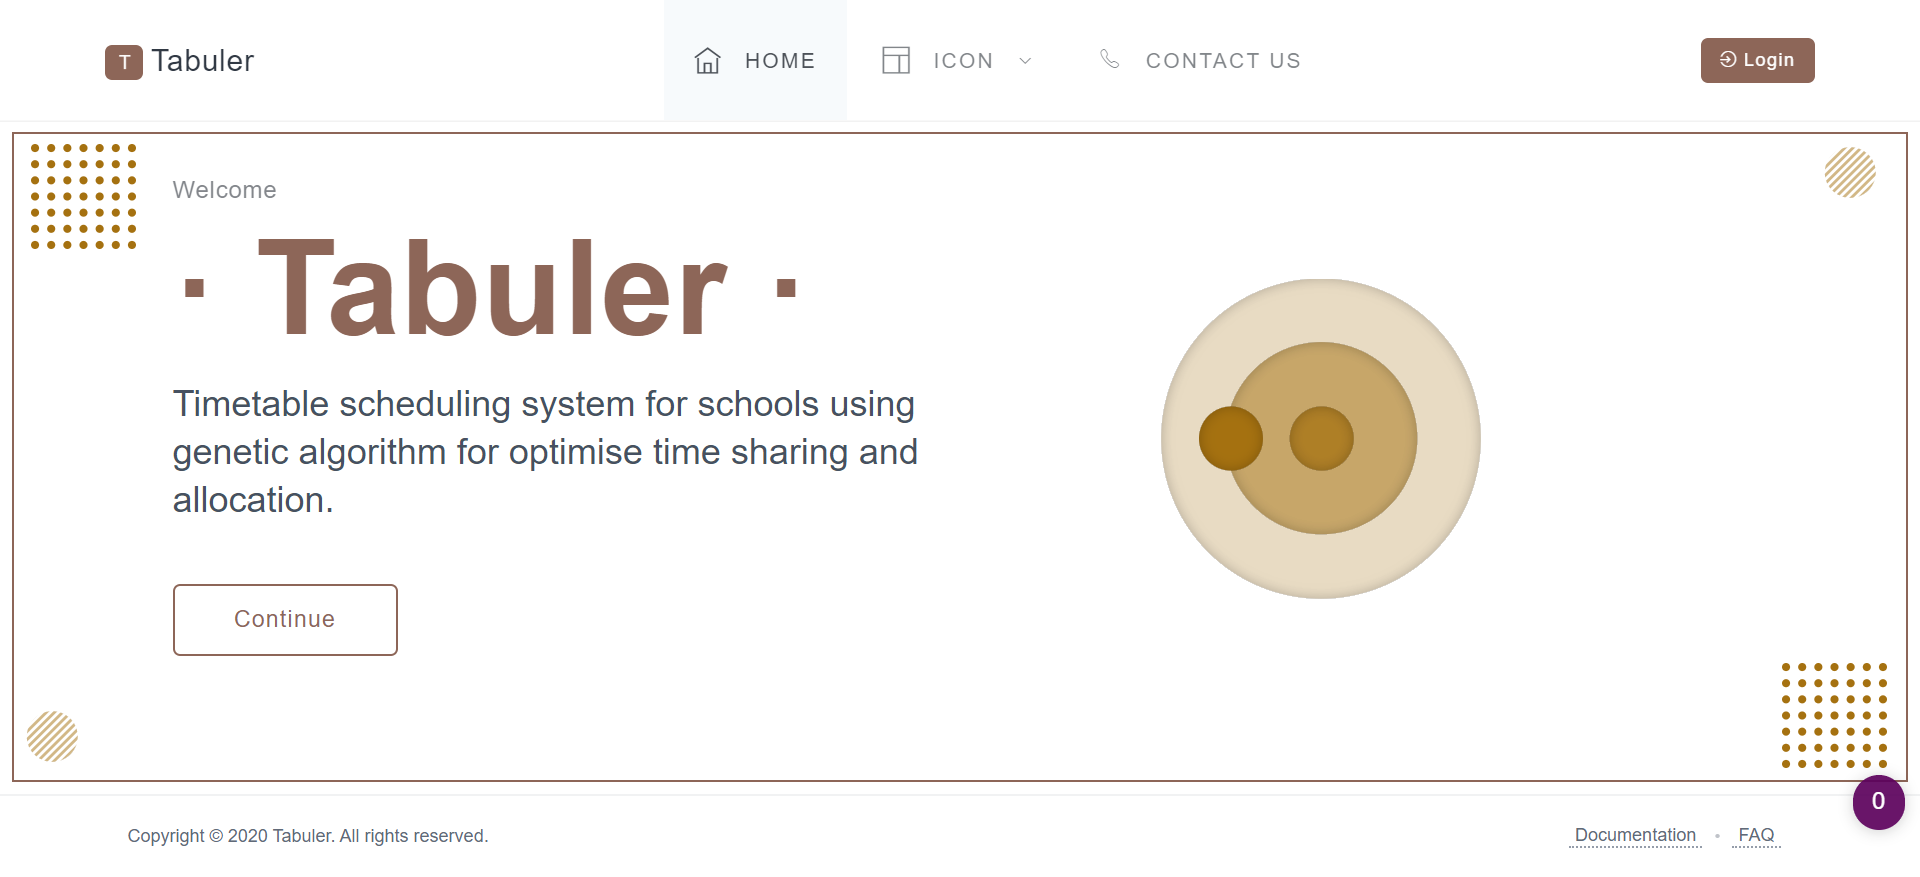 T Tabuler
HOME
ICON
CONTACT US
Login
Welcome
· Tabuler ·
Timetable scheduling system for schools using
genetic algorithm for optimise time sharing and
allocation.
Continue
0
Copyright © 2020 Tabuler. All rights reserved.
Documentation • FAQ